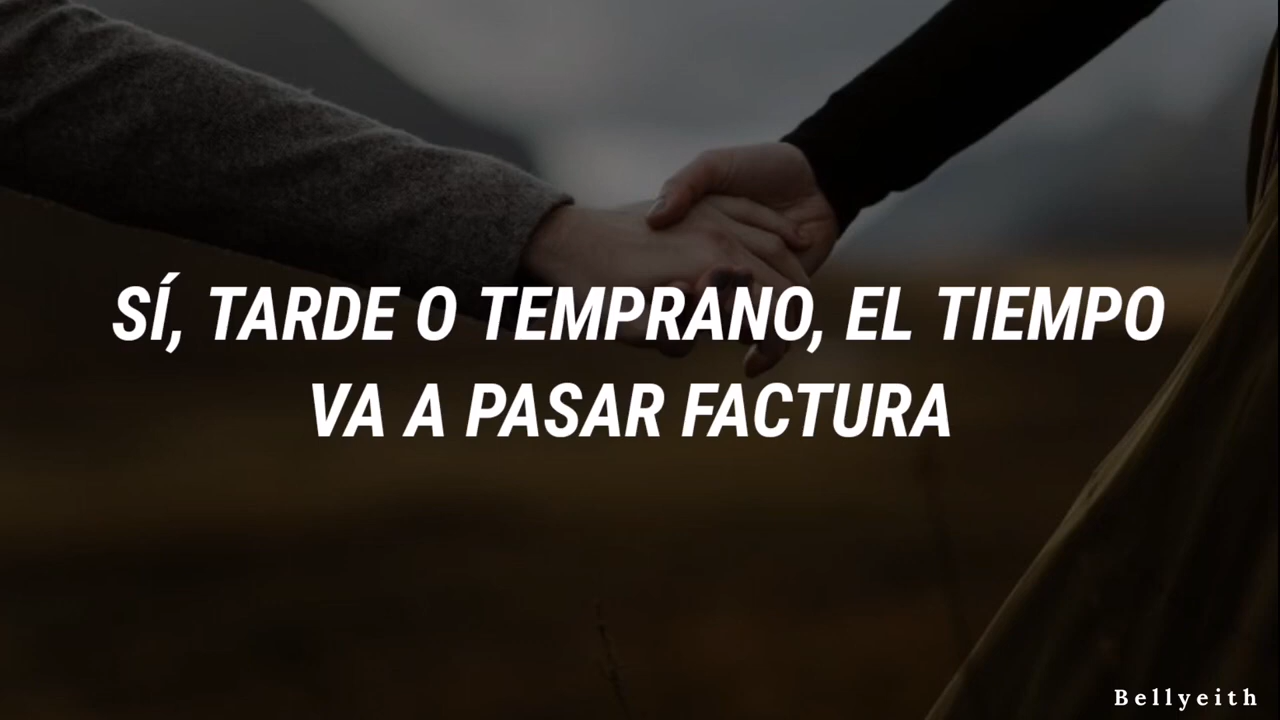 SÍ, TARDE O TEMPRANO, EL TIEMPO
VA A PASAR FACTURA
Bellyeith